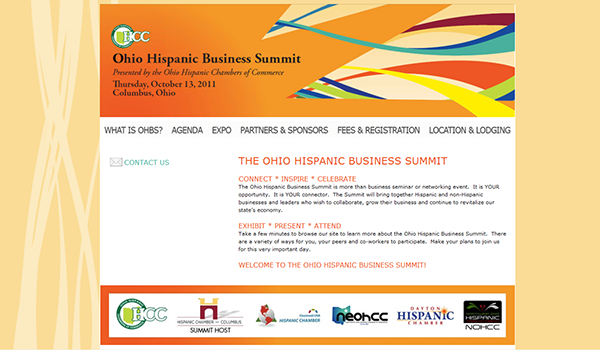 OHCC
Ohio Hispanic Business Summit
Presented by the Ohio Hispanic Chambers of Commerce
Thursday, October 13, 2011
Columbus, Ohio
WHAT IS OHBS? AGENDA EXPO PARTNERS & SPONSORS FEES & REGISTRATION LOCATION & LODGING
CONTACT US
THE OHIO HISPANIC BUSINESS SUMMIT
CONNECT * INSPIRE * CELEBRATE
The Ohio Hispanic Business Summit is more than business seminar or networking event. It is YOUR
opportunity. It is YOUR connector. The Summit will bring together Hispanic and non-Hispanic
businesses and leaders who wish to collaborate, grow their business and continue to revitalize our
state's economy.
EXHIBIT * PRESENT * ATTEND
Take a few minutes to browse our site to learn more about the Ohio Hispanic Business Summit. There
are a variety of ways for you, your peers and co-workers to participate. Make your plans to join us
for this very important day.
WELCOME TO THE OHIO HISPANIC BUSINESS SUMMIT!
OHCC
HISPANIC CHAMBER OF COLUMBUS
SUMMIT HOST
HISPANIC CHAMBER
neohcc
DAYTON
HISPANIC
CHAMBER
HISPANIC
NOHCC